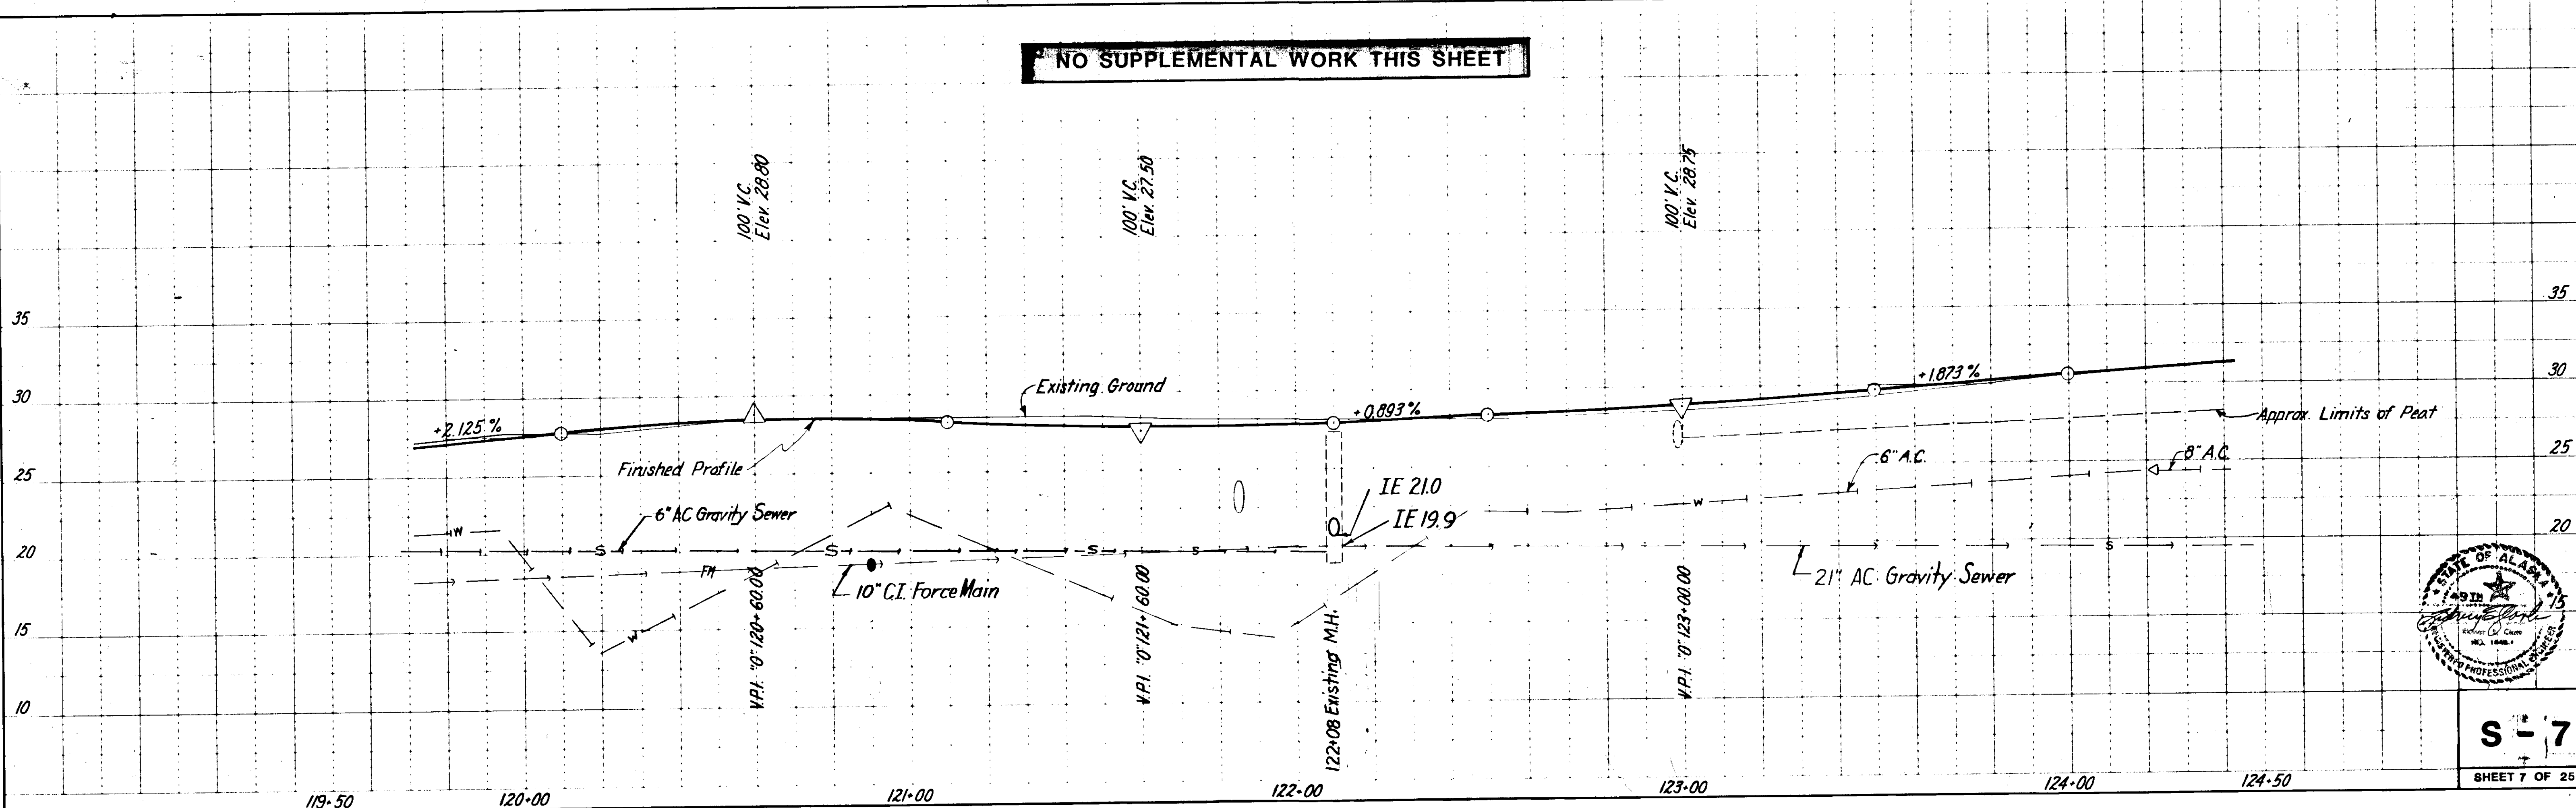 NO SUPPLEMENTAL WORK THIS SHEET
100' V.C.
Elev. 28.80
100' V.C.
Elev. 27.50
100' V.C.
Elev. 28.75
35
35
30
30
25
25
20
20
15
15
10
+2.125 %
Existing Ground
+0.893 %
+1.873 %
Approx. Limits of Peat
Finished Profile
6" A.C.
8" A.C.
IE 21.0
IE 19.9
6" AC Gravity Sewer
W
S
S
S
S
W
S
FM
10" C.I. Force Main
21" AC Gravity Sewer
W
V.P.I. "O" 120+60.00
V.P.I. "O" 121+60.00
122+08 Existing M.H.
V.P.I. "O" 123+00.00
STATE OF ALASKA
49TH
REGISTERED PROFESSIONAL ENGINEER
S - 7
SHEET 7 OF 25
119+50
120+00
121+00
122+00
123+00
124+00
124+50